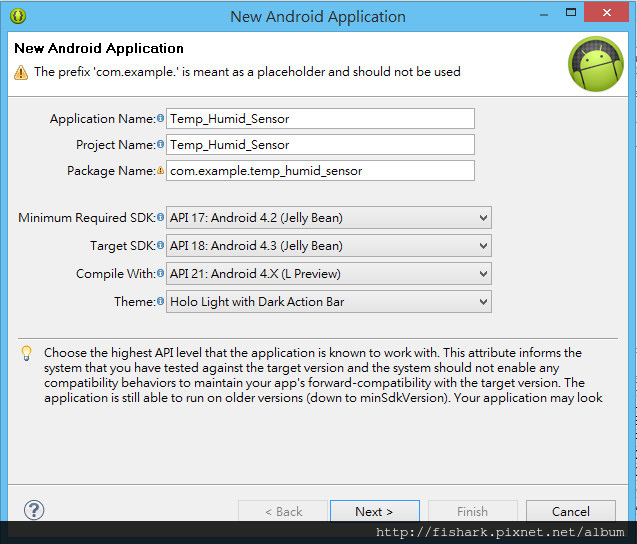 New Android Application
New Android Application
The prefix 'com.example.' is meant as a placeholder and should not be used
Application Name: Temp_Humid_Sensor
Project Name: Temp_Humid_Sensor
Package Name: com.example.temp_humid_sensor
Minimum Required SDK: API 17: Android 4.2 (Jelly Bean)
Target SDK: API 18: Android 4.3 (Jelly Bean)
Compile With: API 21: Android 4.X (L Preview)
Theme: Holo Light with Dark Action Bar
Choose the highest API level that the application is known to work with. This attribute informs the
system that you have tested against the target version and the system should not enable any
compatibility behaviors to maintain your app's forward-compatibility with the target version. The
application is still able to run on older versions (down to minSdkVersion). Your application may look
? < Back Next > Finish Cancel
http://fishark.pixnet.net/album